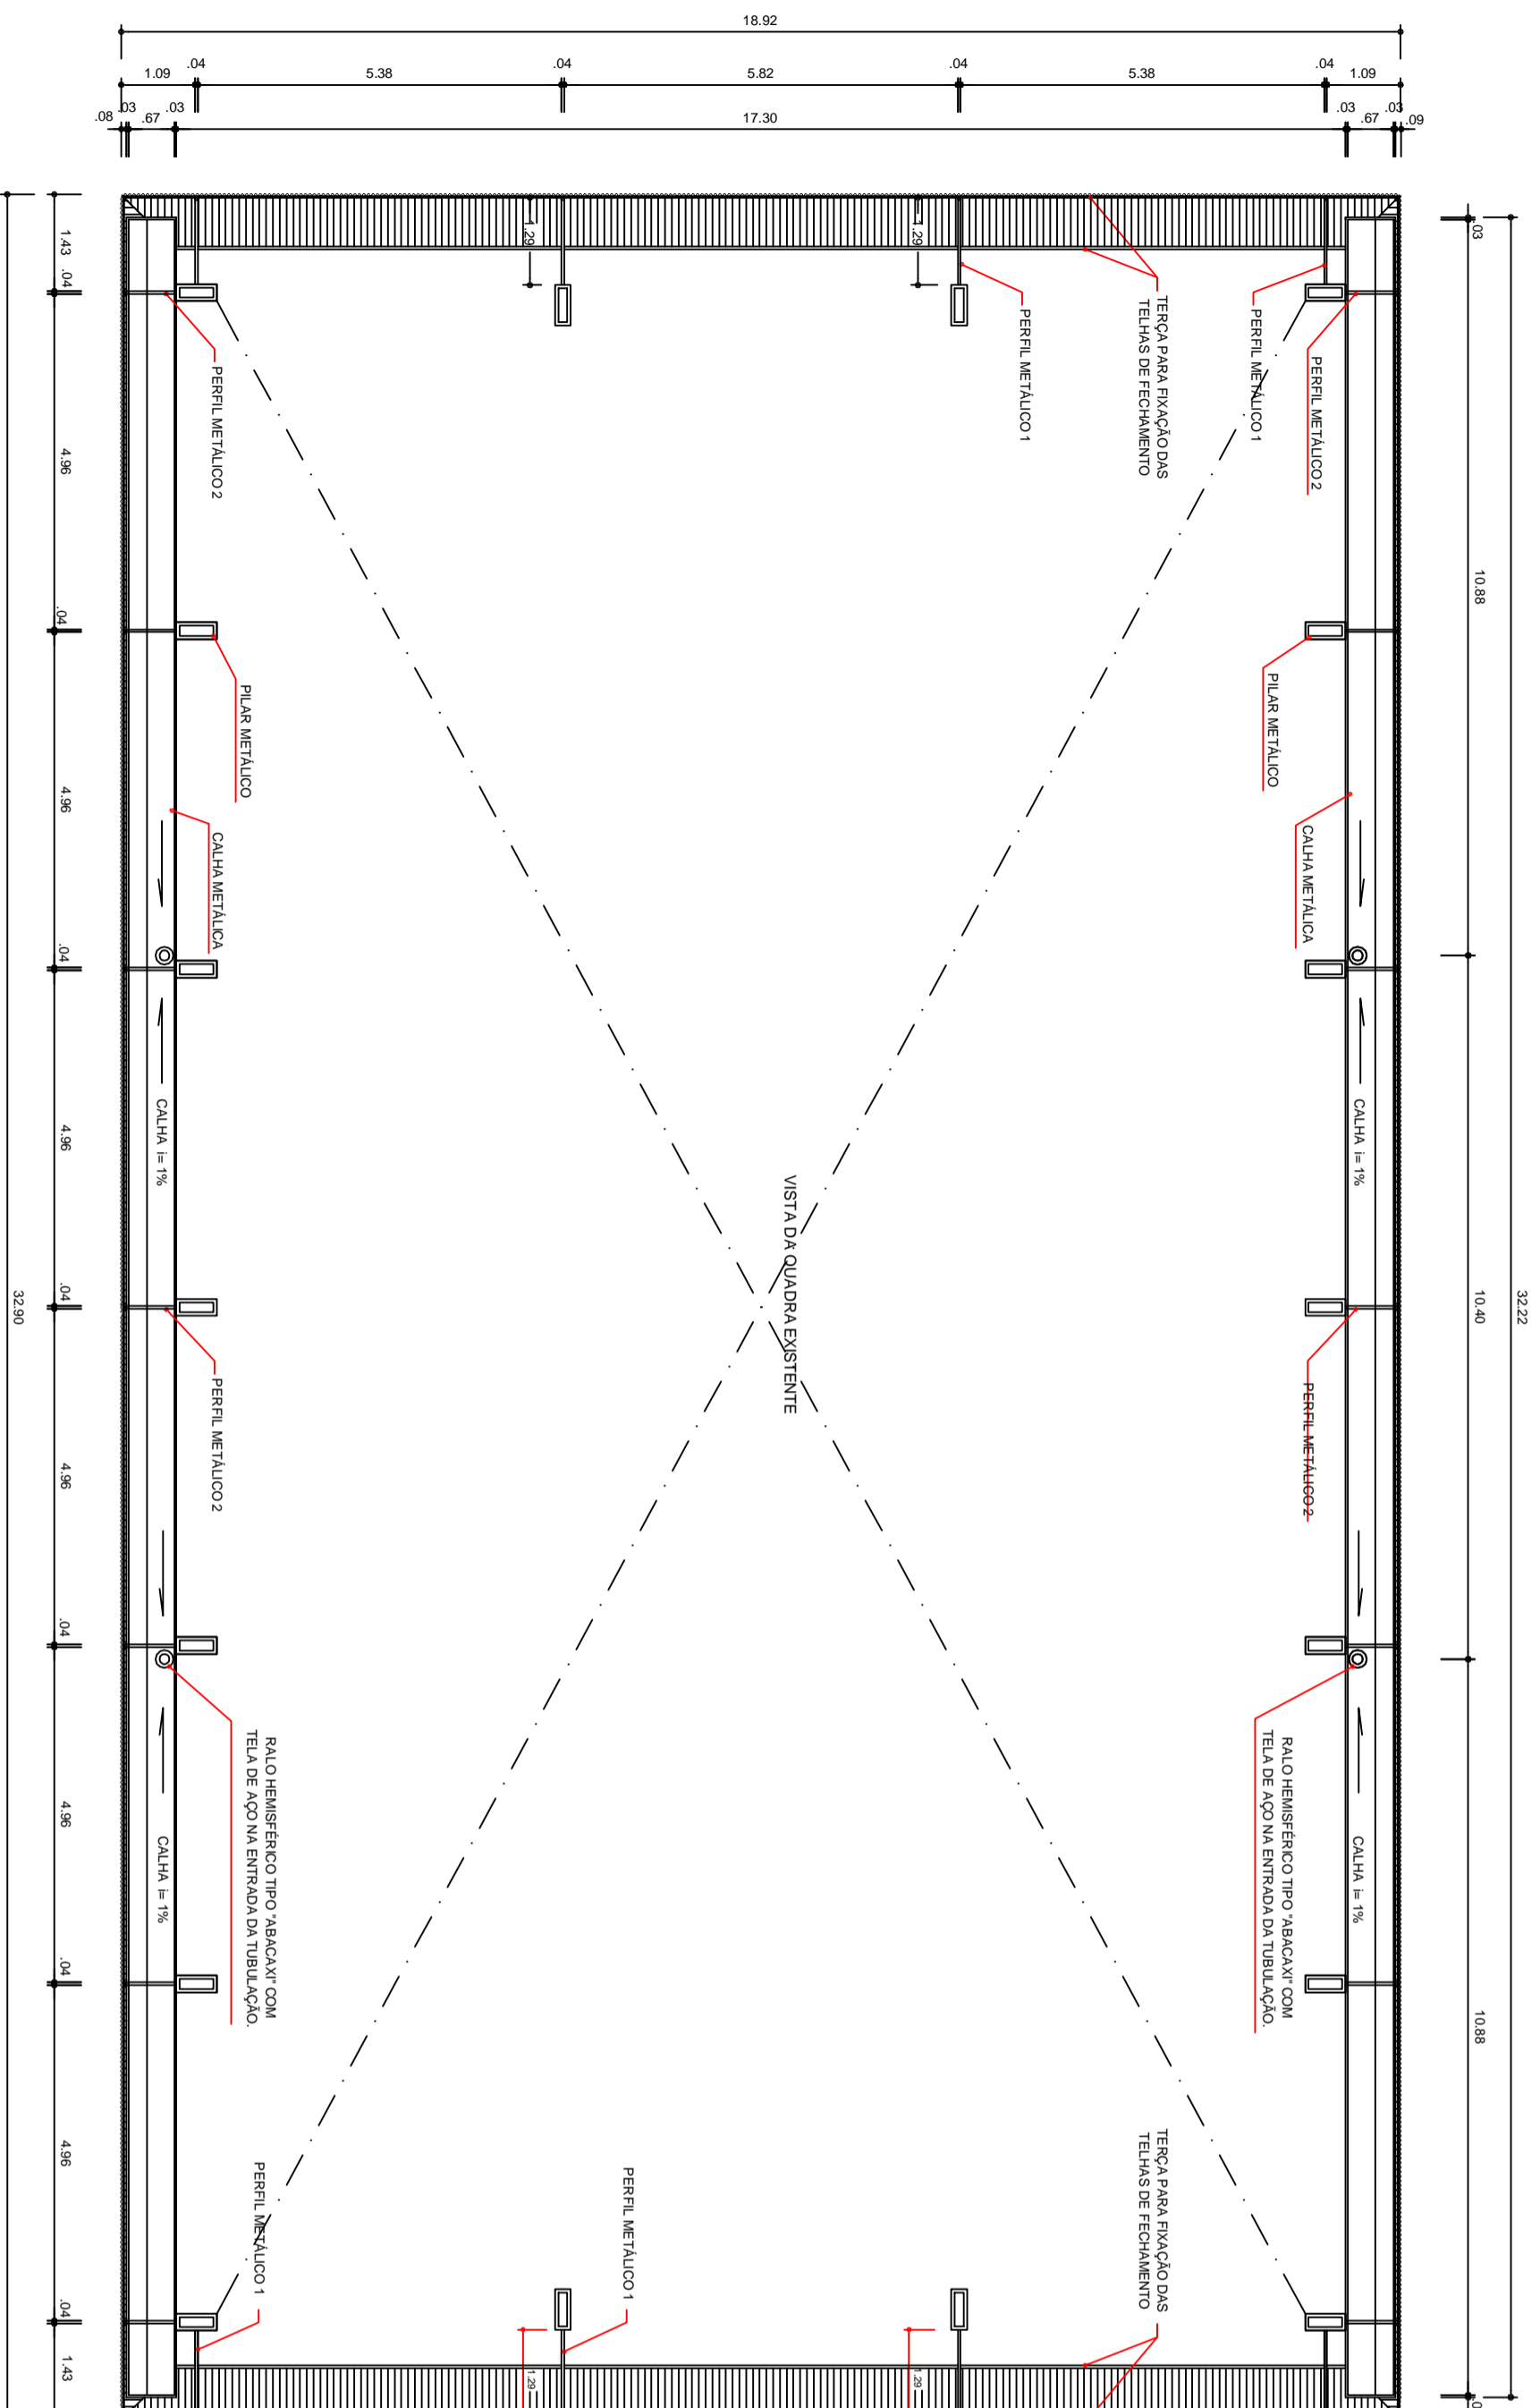 18.92
1.09
.04
5.38
.04
5.82
.04
5.38
.04
1.09
.08
.03
.67
.03
17.30
.03
.67
.03
.09
1.43
.04
4.96
.04
4.96
.04
4.96
.04
4.96
.04
4.96
.04
4.96
.04
1.43
32.90
.03
10.88
10.40
10.88
32.22
1.29
1.29
PERFIL METÁLICO 2
PERFIL METÁLICO 1
TERÇA PARA FIXAÇÃO DAS
TELHAS DE FECHAMENTO
PERFIL METÁLICO 1
PERFIL METÁLICO 2
PILAR METÁLICO
PILAR METÁLICO
CALHA METÁLICA
CALHA METÁLICA
CALHA i= 1%
CALHA i= 1%
VISTA DA QUADRA EXISTENTE
PERFIL METÁLICO 2
PERFIL METÁLICO 2
RALO HEMISFÉRICO TIPO "ABACAXI" COM
TELA DE AÇO NA ENTRADA DA TUBULAÇÃO.
RALO HEMISFÉRICO TIPO "ABACAXI" COM
TELA DE AÇO NA ENTRADA DA TUBULAÇÃO.
CALHA i= 1%
CALHA i= 1%
PERFIL METÁLICO 1
PERFIL METÁLICO 1
TERÇA PARA FIXAÇÃO DAS
TELHAS DE FECHAMENTO
1.29
1.29